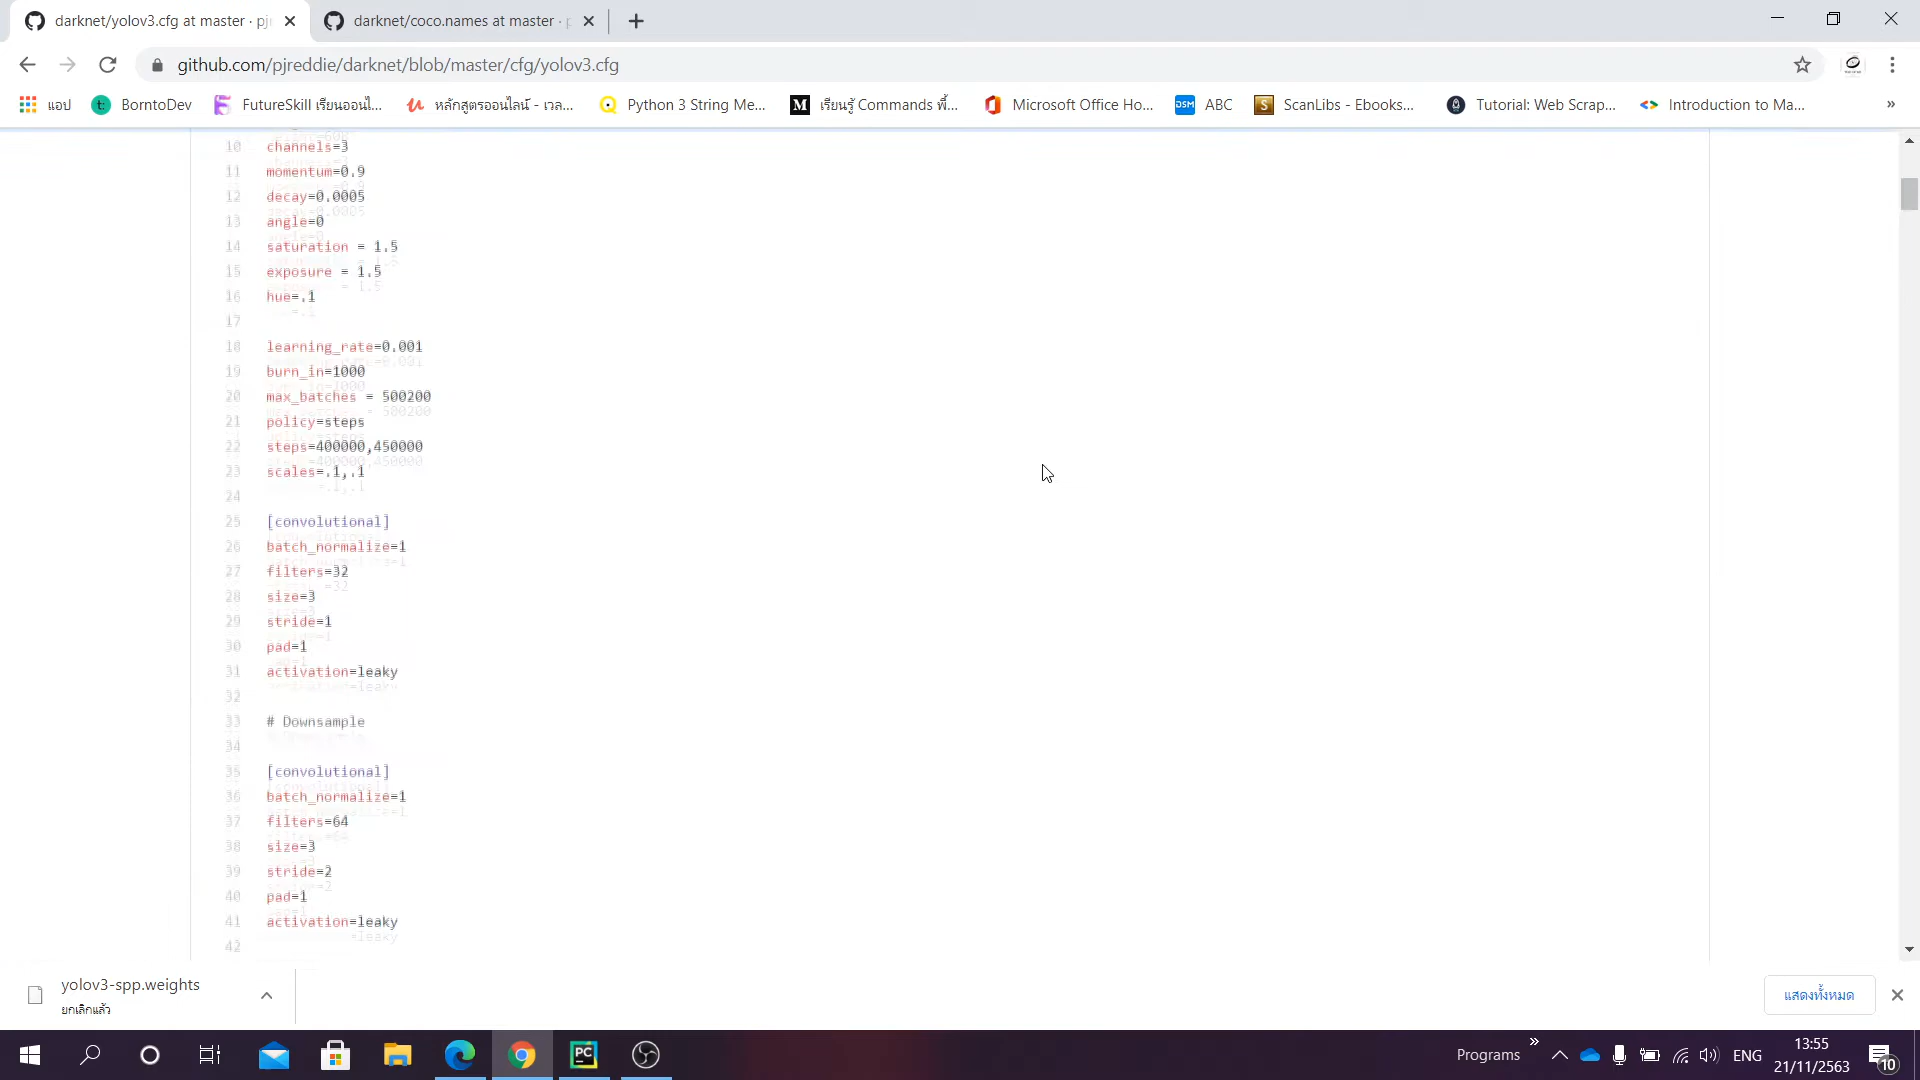 darknet/yolov3.cfg at master · pj
darknet/coco.names at master · p
github.com/pjreddie/darknet/blob/master/cfg/yolov3.cfg
แอป
BorntoDev
FutureSkill เรียนออนไ...
หลักสูตรออนไลน์ - เวล...
Python 3 String Me...
เรียนรู้ Commands พื้...
Microsoft Office Ho...
ABC
ScanLibs - Ebooks...
Tutorial: Web Scrap...
Introduction to Ma...
»
10 channels=3
11 momentum=0.9
12 decay=0.0005
13 angle=0
14 saturation = 1.5
15 exposure = 1.5
16 hue=.1
17
18 learning_rate=0.001
19 burn_in=1000
20 max_batches = 500200
21 policy=steps
22 steps=400000,450000
23 scales=.1,.1
24
25 [convolutional]
26 batch_normalize=1
27 filters=32
28 size=3
29 stride=1
30 pad=1
31 activation=leaky
32
33 # Downsample
34
35 [convolutional]
36 batch_normalize=1
37 filters=64
38 size=3
39 stride=2
40 pad=1
41 activation=leaky
42
yolov3-spp.weights
ยกเลิกแล้ว
แสดงทั้งหมด
Programs
»
ENG
13:55
21/11/2563
10